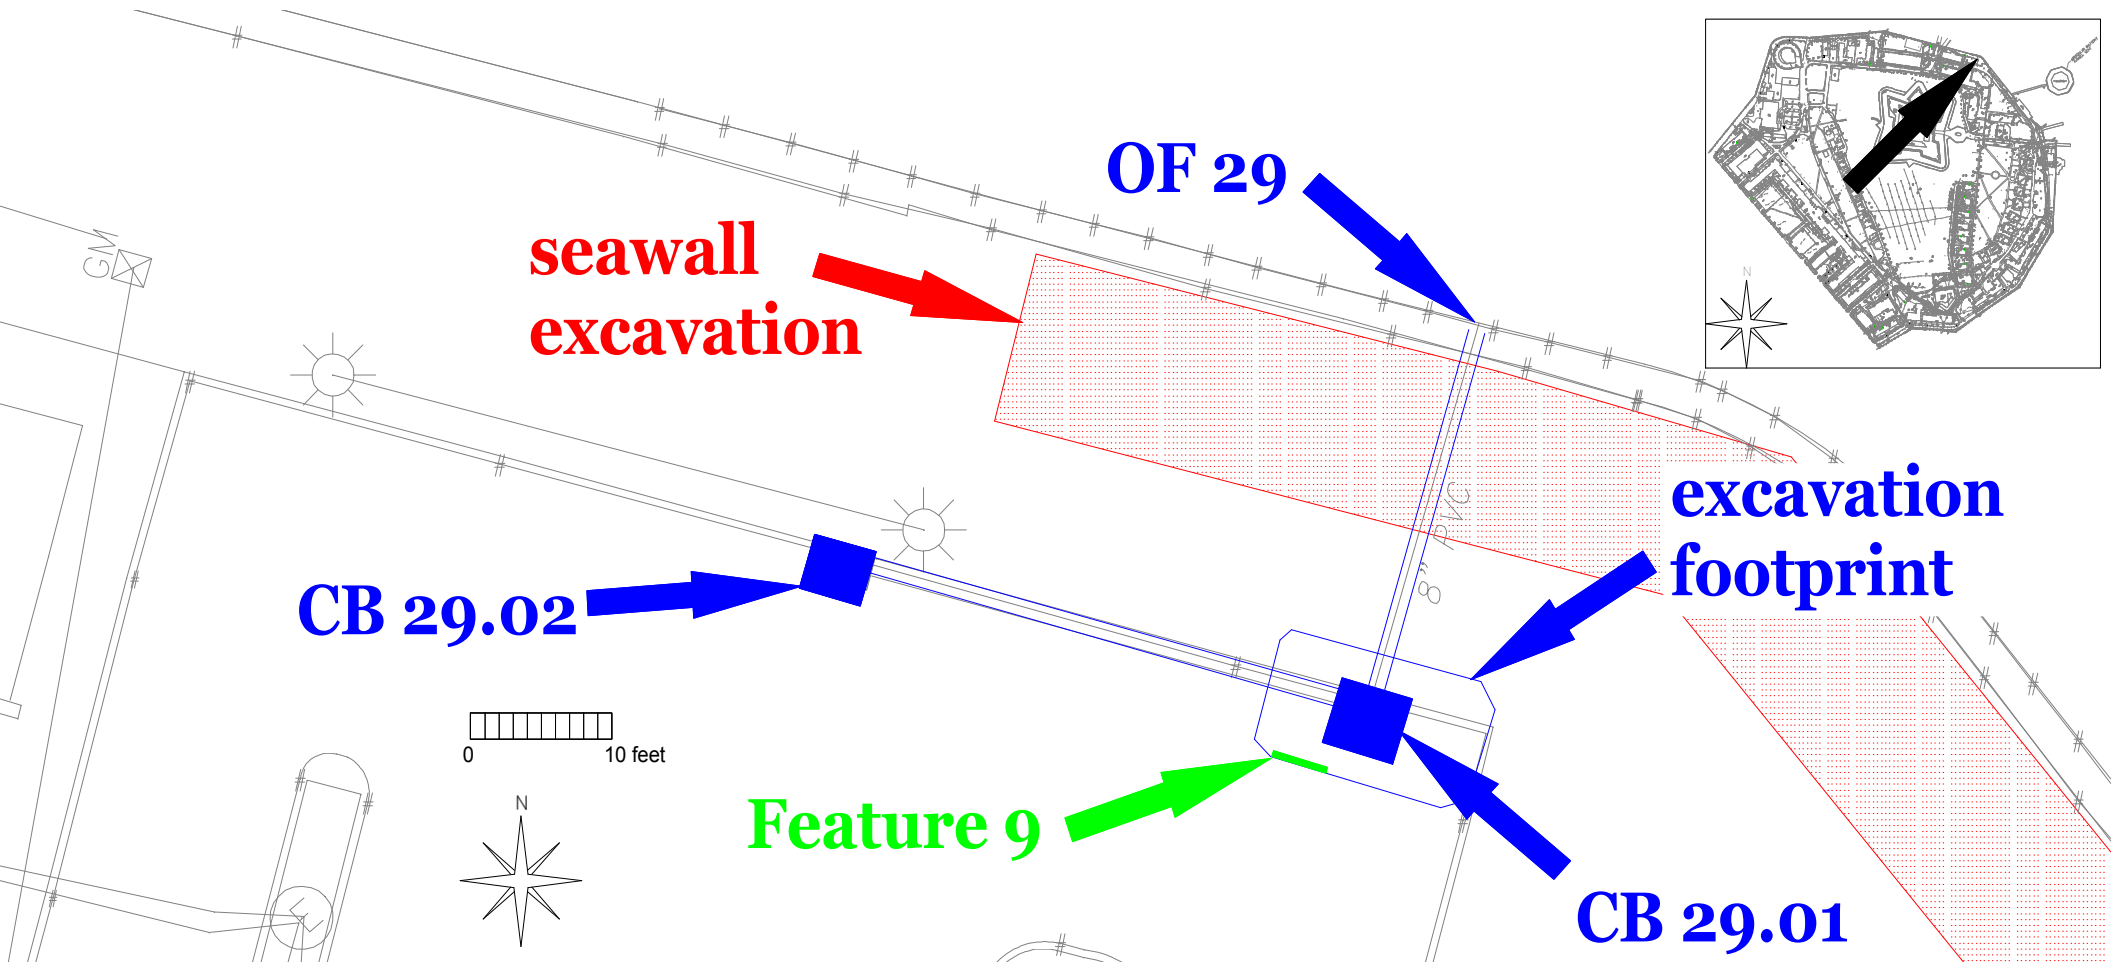 OF 29
N
seawall
excavation
GM
excavation
footprint
8” PVC
CB 29.02
0 10 feet
N
Feature 9
CB 29.01